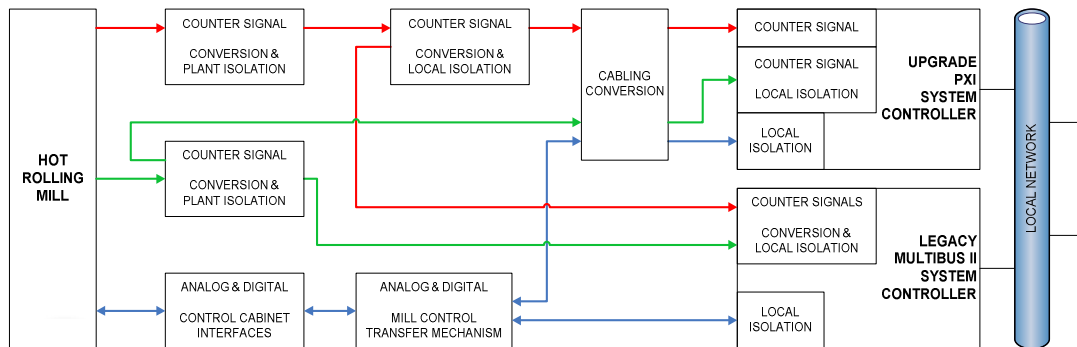 HOT
ROLLING
MILL
COUNTER SIGNAL
CONVERSION &
PLANT ISOLATION
COUNTER SIGNAL
CONVERSION &
LOCAL ISOLATION
CABLING
CONVERSION
COUNTER SIGNAL
COUNTER SIGNAL
LOCAL ISOLATION
LOCAL
ISOLATION
UPGRADE
PXI
SYSTEM
CONTROLLER
LOCAL NETWORK
COUNTER SIGNAL
CONVERSION &
PLANT ISOLATION
COUNTER SIGNALS
CONVERSION &
LOCAL ISOLATION
LEGACY
MULTIBUS II
SYSTEM
CONTROLLER
ANALOG & DIGITAL
CONTROL CABINET
INTERFACES
ANALOG & DIGITAL
MILL CONTROL
TRANSFER MECHANISM
LOCAL
ISOLATION